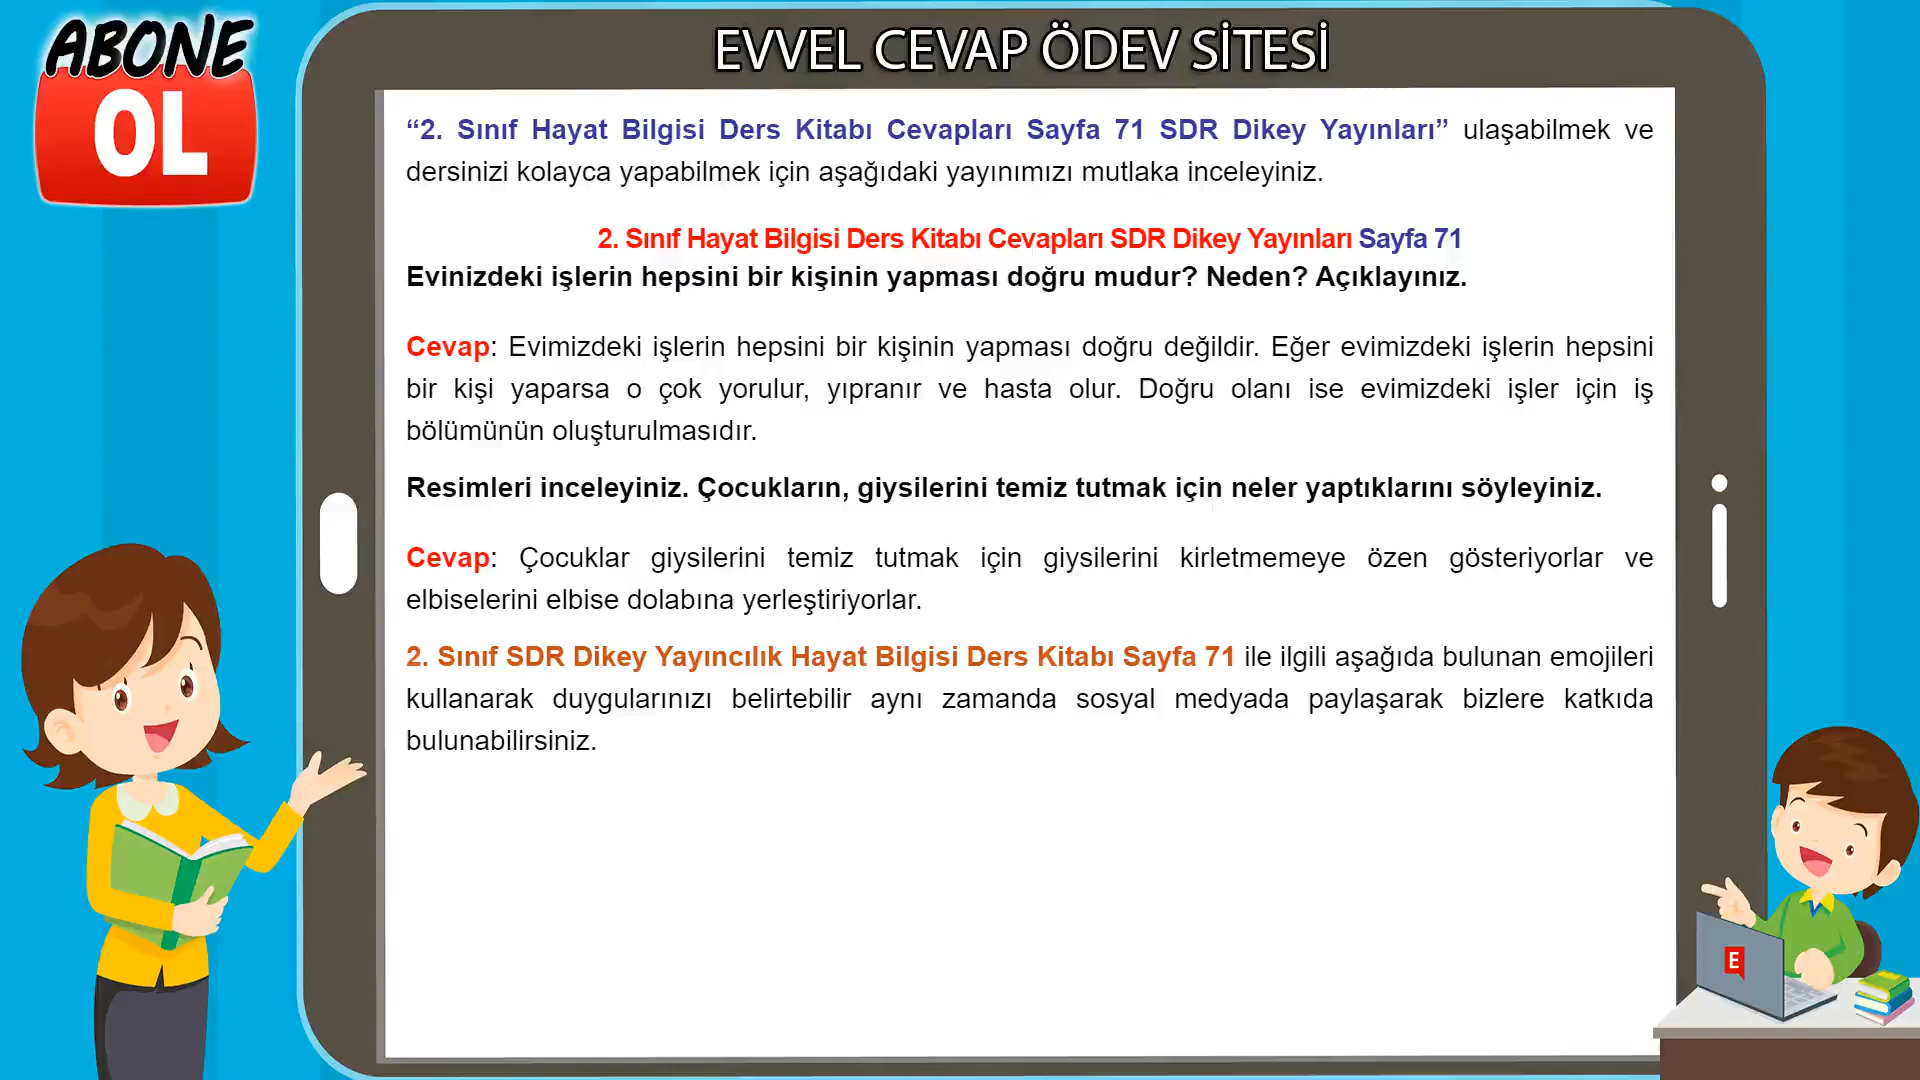 ABONE
OL
EVVEL CEVAP ÖDEV SİTESİ
“2. Sınıf Hayat Bilgisi Ders Kitabı Cevapları Sayfa 71 SDR Dikey Yayınları” ulaşabilmek ve
dersinizi kolayca yapabilmek için aşağıdaki yayınımızı mutlaka inceleyiniz.
2. Sınıf Hayat Bilgisi Ders Kitabı Cevapları SDR Dikey Yayınları Sayfa 71
Evinizdeki işlerin hepsini bir kişinin yapması doğru mudur? Neden? Açıklayınız.
Cevap: Evimizdeki işlerin hepsini bir kişinin yapması doğru değildir. Eğer evimizdeki işlerin hepsini
bir kişi yaparsa o çok yorulur, yıpranır ve hasta olur. Doğru olanı ise evimizdeki işler için iş
bölümünün oluşturulmasıdır.
Resimleri inceleyiniz. Çocukların, giysilerini temiz tutmak için neler yaptıklarını söyleyiniz.
Cevap: Çocuklar giysilerini temiz tutmak için giysilerini kirletmemeye özen gösteriyorlar ve
elbiselerini elbise dolabına yerleştiriyorlar.
2. Sınıf SDR Dikey Yayıncılık Hayat Bilgisi Ders Kitabı Sayfa 71 ile ilgili aşağıda bulunan emojileri
kullanarak duygularınızı belirtebilir aynı zamanda sosyal medyada paylaşarak bizlere katkıda
bulunabilirsiniz.
E